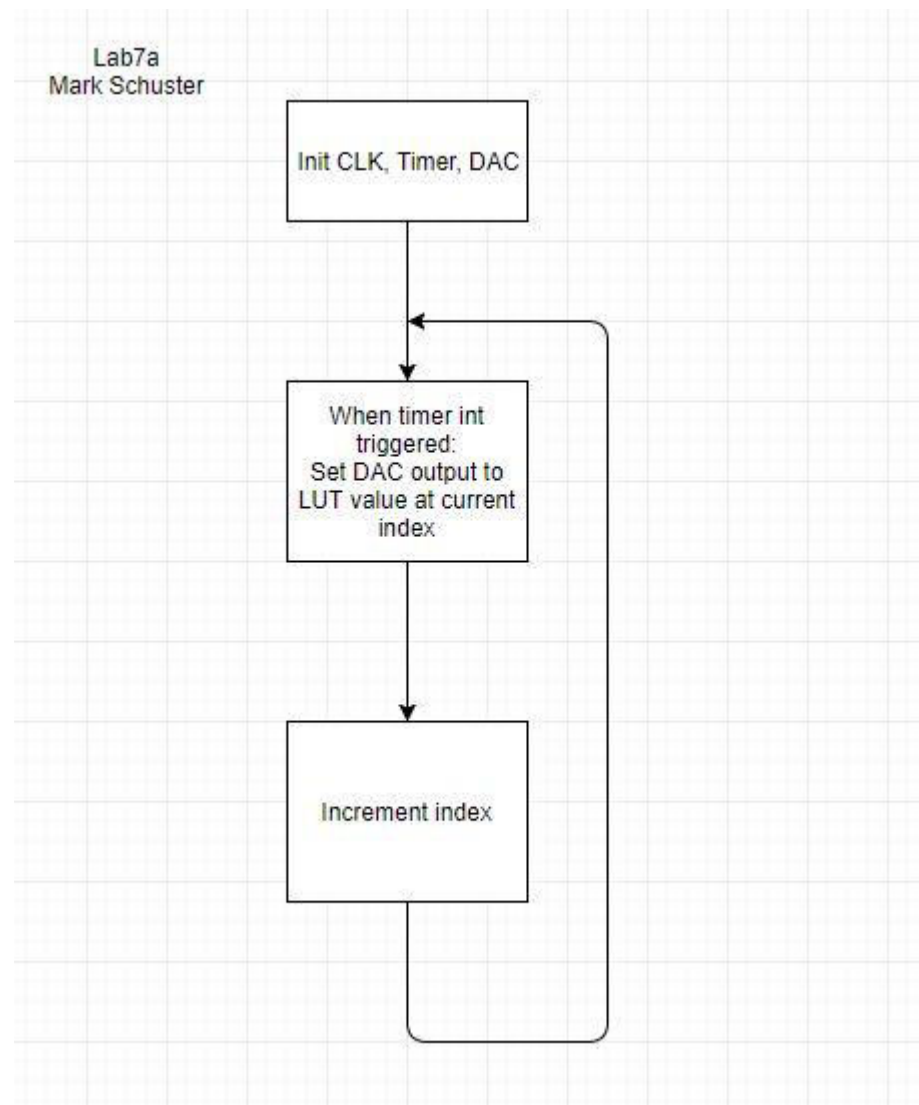 Lab7a
Mark Schuster
Init CLK, Timer, DAC
When timer int
triggered:
Set DAC output to
LUT value at current
index
Increment index